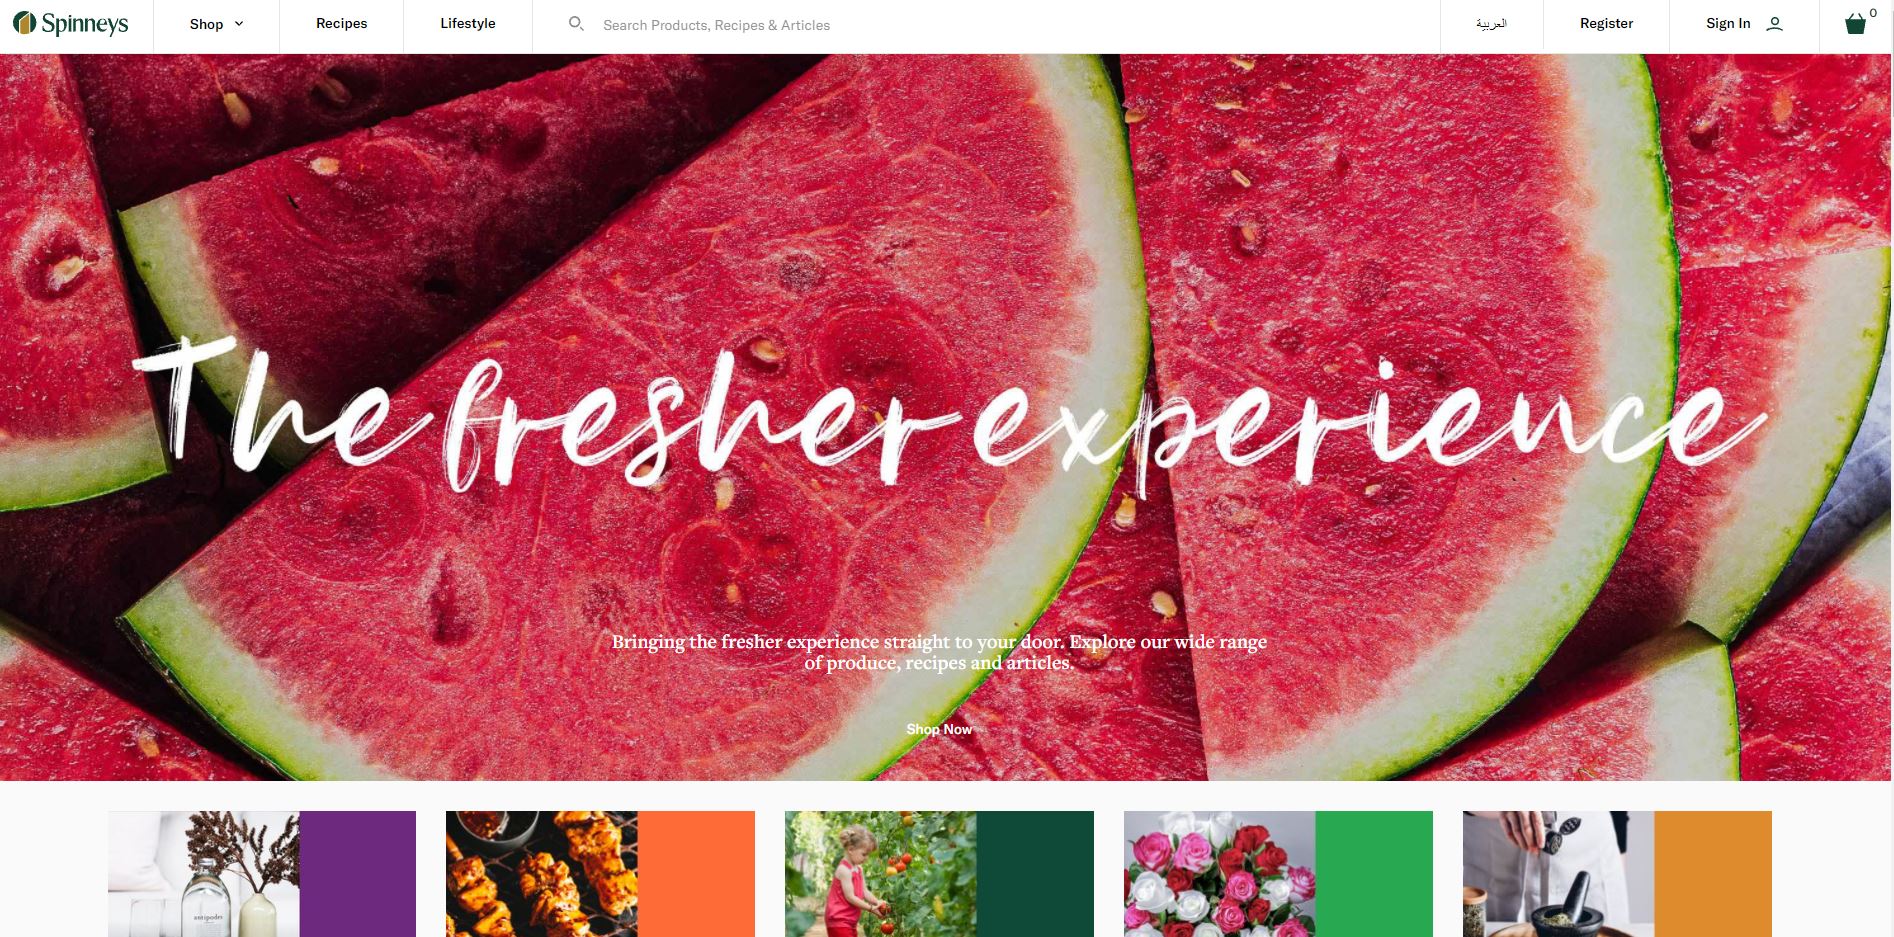 Spinneys
Shop
Recipes
Lifestyle
Search Products, Recipes & Articles
العربية
Register
Sign In
0
The fresher experience
Bringing the fresher experience straight to your door. Explore our wide range
of produce, recipes and articles.
Shop Now
antipodes